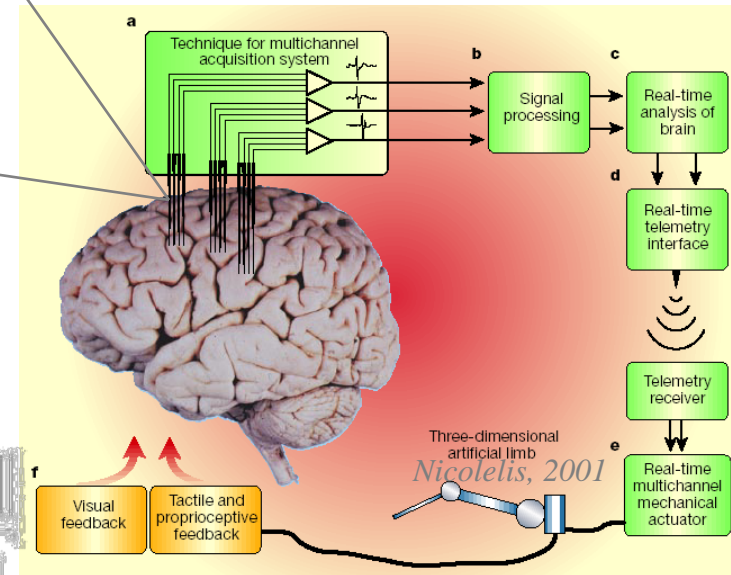 a
Technique for multichannel
acquisition system
b
Signal
processing
c
Real-time
analysis of
brain
d
Real-time
telemetry
interface
Telemetry
receiver
e
Real-time
multichannel
mechanical
actuator
Three-dimensional
artificial limb
Nicolelis, 2001
f
Visual
feedback
Tactile and
proprioceptive
feedback